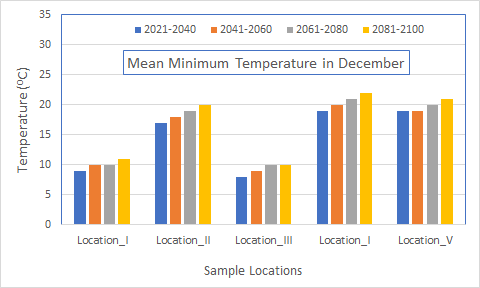 35
30
25
20
15
10
5
0
Temperature (⁰C)
2021-2040 2041-2060 2061-2080 2081-2100
Mean Minimum Temperature in December
Location_I Location_II Location_III Location_I Location_V
Sample Locations